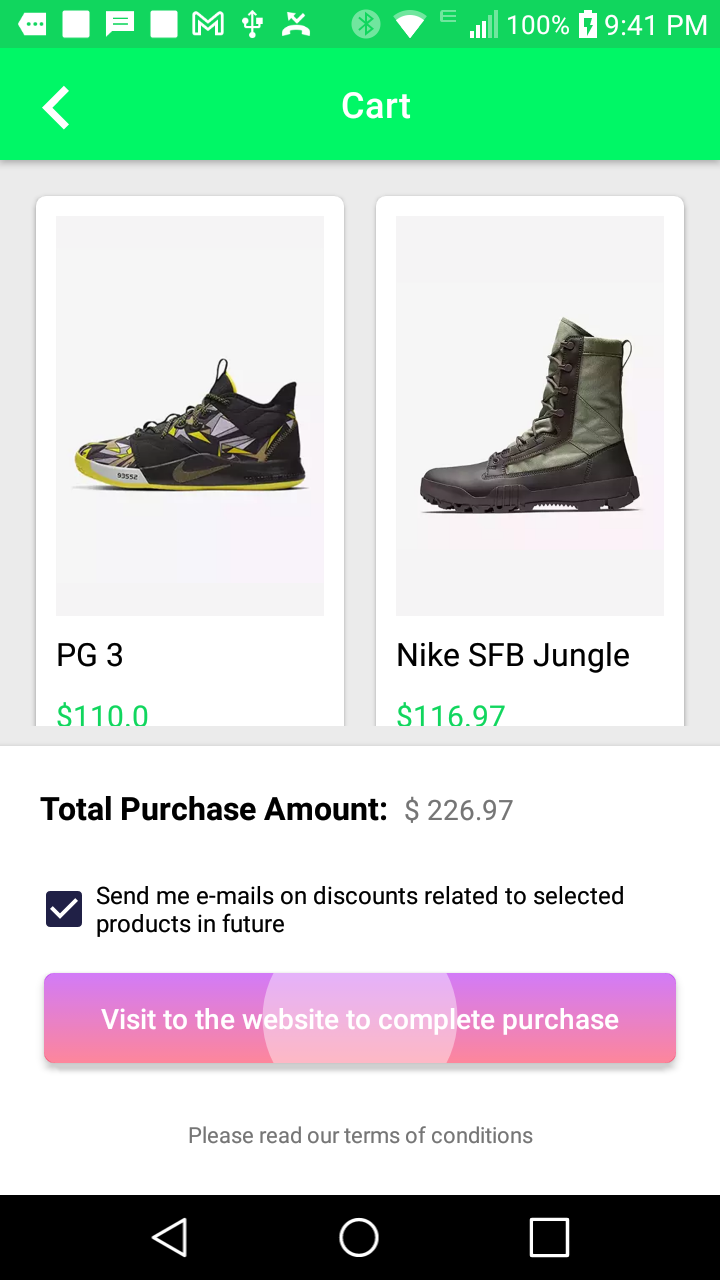 100% 9:41 PM
Cart
93552
PG 3
Nike SFB Jungle
$110.0
$116.97
Total Purchase Amount: $ 226.97
Send me e-mails on discounts related to selected
products in future
Visit to the website to complete purchase
Please read our terms of conditions